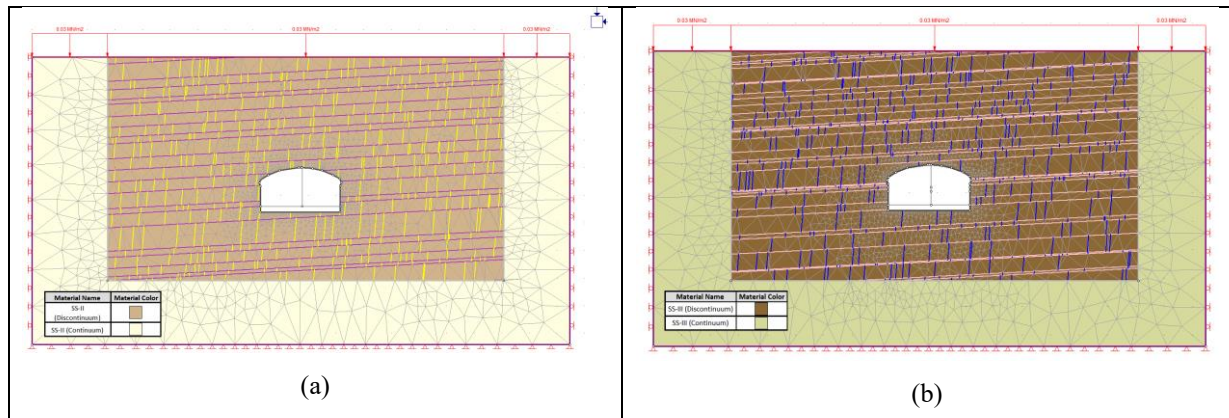 0.03 MN/m2
0.03 MN/m2
0.03 MN/m2
Material Name
Material Color
SS-II
(Discontinuum)
SS-II (Continuum)
(a)
0.03 MN/m2
0.03 MN/m2
0.03 MN/m2
Material Name
Material Color
SS-III (Discontinuum)
SS-III (Continuum)
(b)